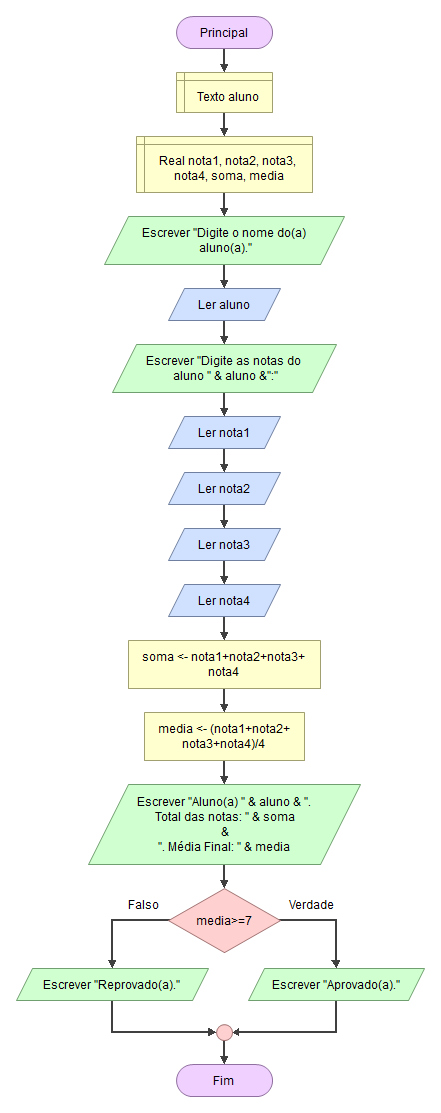 Principal
Texto aluno
Real nota1, nota2, nota3,
nota4, soma, media
Escrever "Digite o nome do(a)
aluno(a)."
Ler aluno
Escrever "Digite as notas do
aluno " & aluno &":"
Ler nota1
Ler nota2
Ler nota3
Ler nota4
soma <- nota1+nota2+nota3+
nota4
media <- (nota1+nota2+
nota3+nota4)/4
Escrever "Aluno(a) " & aluno & ".
Total das notas: " & soma
&
". Média Final: " & media
Falso
Verdade
media>=7
Escrever "Reprovado(a)."
Escrever "Aprovado(a)."
Fim